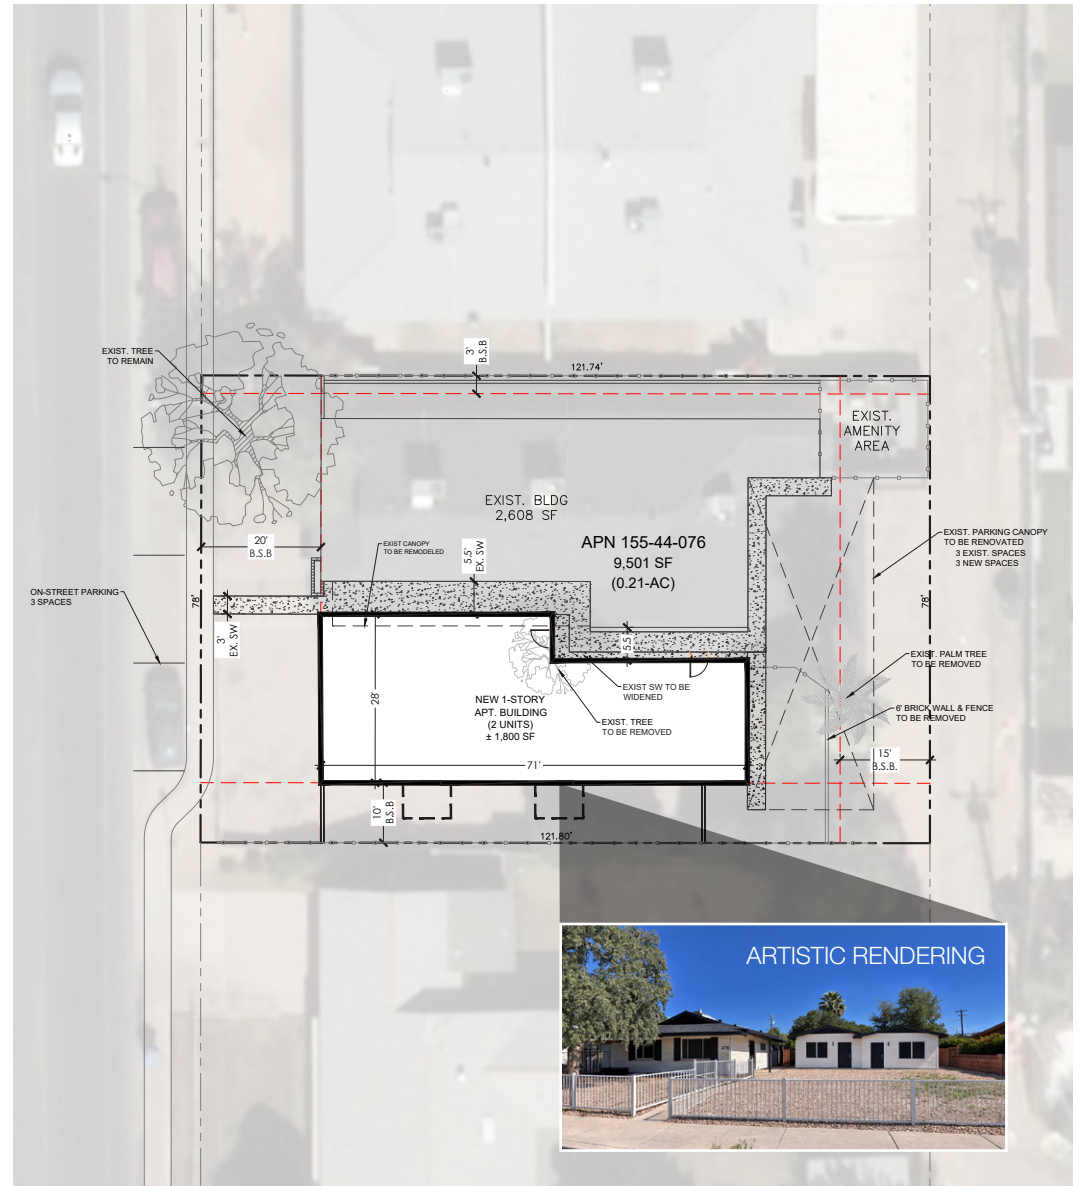 3'
B.S.B
121.74'
EXIST. TREE
TO REMAIN
EXIST.
AMENITY
AREA
EXIST. BLDG
2,608 SF
20'
B.S.B
EXIST CANOPY
TO BE REMODELED
5.5'
EX. SW
APN 155-44-076
9,501 SF
(0.21-AC)
EXIST. PARKING CANOPY
TO BE RENOVATED
3 EXIST. SPACES
3 NEW SPACES
ON-STREET PARKING
3 SPACES
78'
3'
EX. SW
78'
5.5'
EXIST. PALM TREE
TO BE REMOVED
EXIST SW TO BE
WIDENED
28'
NEW 1-STORY
APT. BUILDING
(2 UNITS)
± 1,800 SF
EXIST. TREE
TO BE REMOVED
6' BRICK WALL & FENCE
TO BE REMOVED
15'
B.S.B.
71'
10'
B.S.B
121.80'
ARTISTIC RENDERING